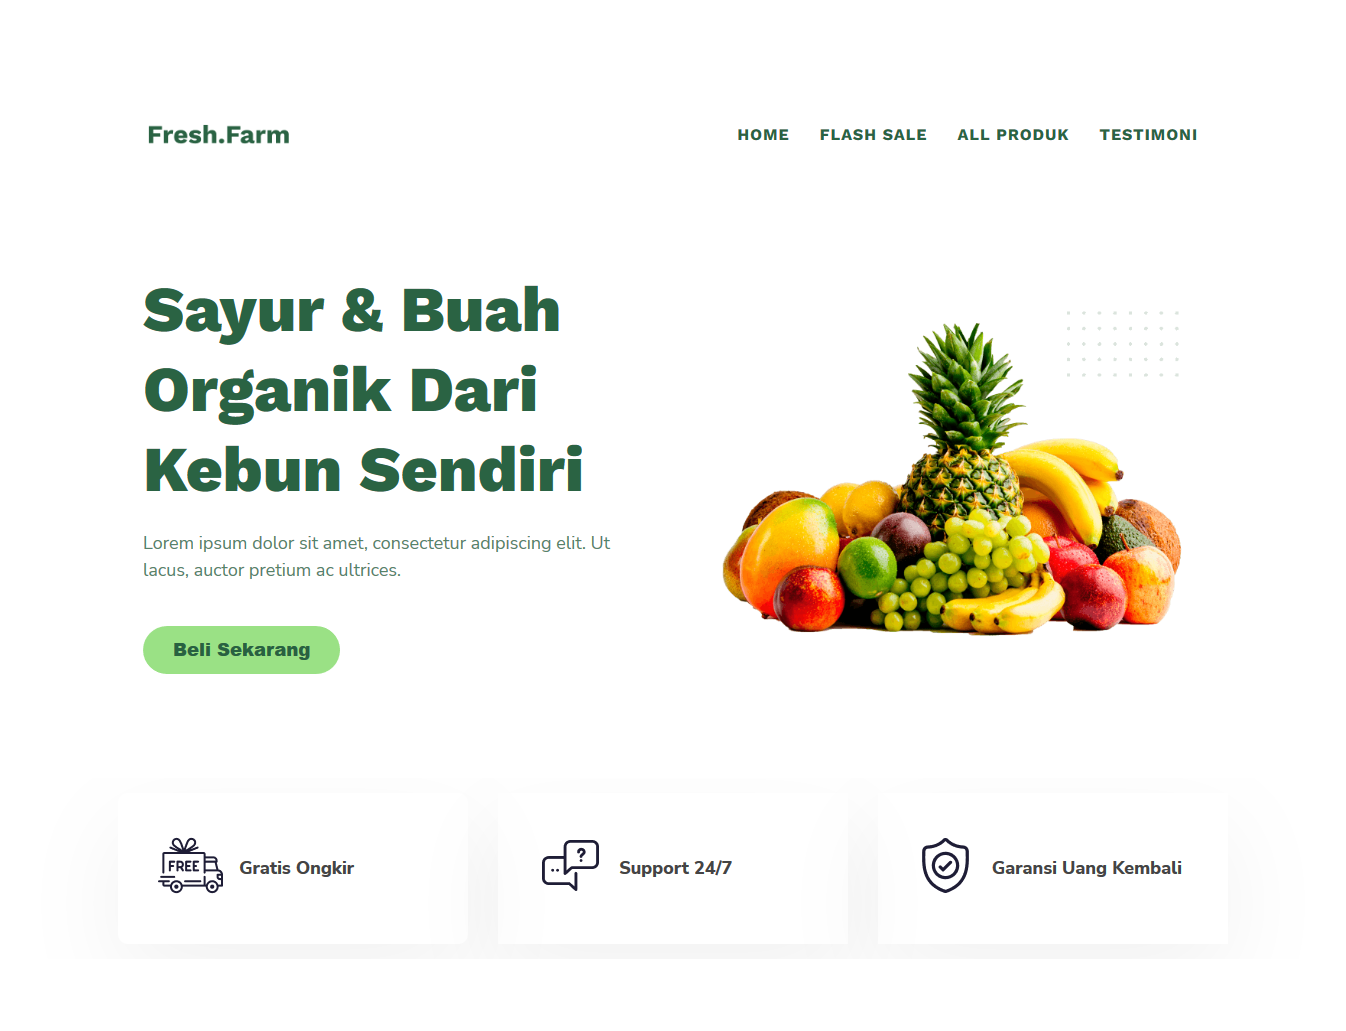 Fresh.Farm
HOME FLASH SALE ALL PRODUK TESTIMONI
Sayur & Buah
Organik Dari
Kebun Sendiri
Lorem ipsum dolor sit amet, consectetur adipiscing elit. Ut
lacus, auctor pretium ac ultrices.
Beli Sekarang
FREE
Gratis Ongkir
?
Support 24/7
Garansi Uang Kembali